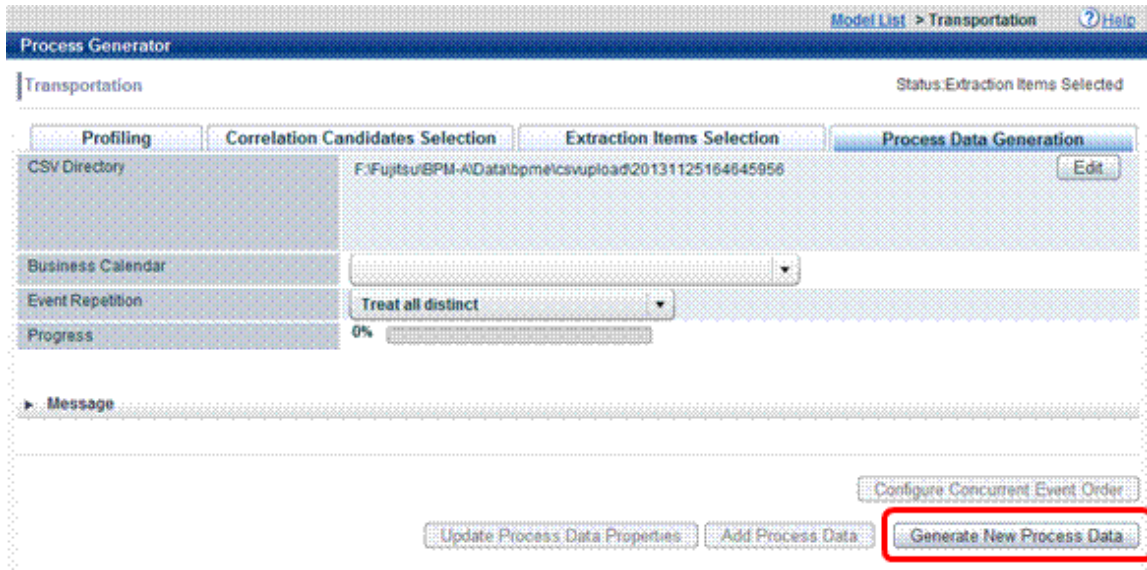 Model List > Transportation ? Help
Process Generator
Transportation Status:Extraction Items Selected
Profiling Correlation Candidates Selection Extraction Items Selection Process Data Generation
CSV Directory F:\Fujitsu\BPM-A\Data\bpme\csvupload\20131125164645956 Edit
Business Calendar
Event Repetition Treat all distinct
Progress 0%
Message
Configure Concurrent Event Order
Update Process Data Properties Add Process Data Generate New Process Data